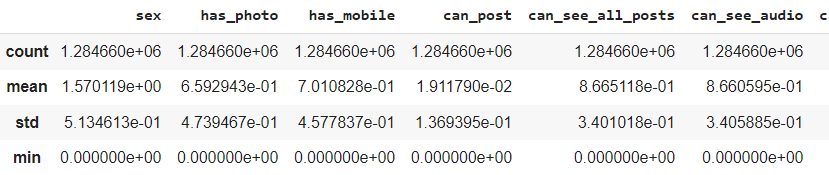 sex has_photo has_mobile can_post can_see_all_posts can_see_audio c
count 1.284660e+06 1.284660e+06 1.284660e+06 1.284660e+06 1.284660e+06 1.284660e+06
mean 1.570119e+00 6.592943e-01 7.010828e-01 1.911790e-02 8.665118e-01 8.660595e-01
std 5.134613e-01 4.739467e-01 4.577837e-01 1.369395e-01 3.401018e-01 3.405885e-01
min 0.000000e+00 0.000000e+00 0.000000e+00 0.000000e+00 0.000000e+00 0.000000e+00